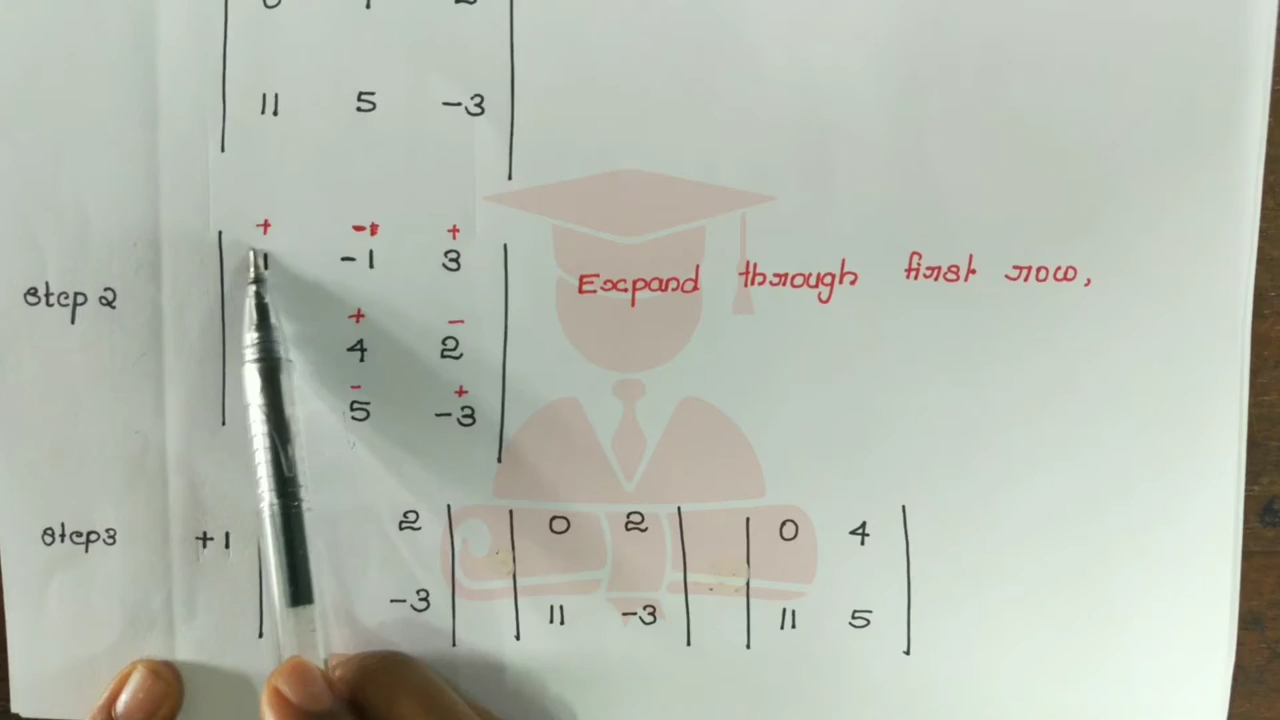 11 5 -3
+ - +
1 -1 3
Step 2 Expand through first row,
+ -
4 2
- +
5 -3
Step3 +1 2 0 2 0 4
-3 11 -3 11 5